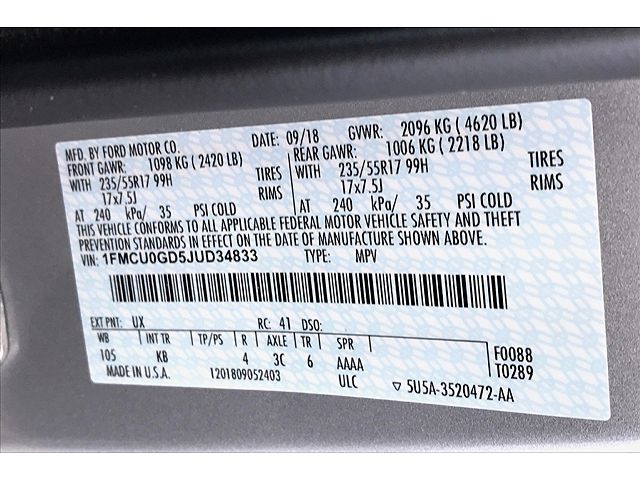 MFD. BY FORD MOTOR CO. DATE: 09/18 GVWR: 2096 KG ( 4620 LB)
FRONT GAWR: 1098 KG ( 2420 LB) REAR GAWR: 1006 KG ( 2218 LB)
WITH 235/55R17 99H TIRES WITH 235/55R17 99H TIRES
17x7.5J RIMS 17x7.5J RIMS
AT 240 kPa/ 35 PSI COLD AT 240 kPa/ 35 PSI COLD
THIS VEHICLE CONFORMS TO ALL APPLICABLE FEDERAL MOTOR VEHICLE SAFETY AND THEFT
PREVENTION STANDARDS IN EFFECT ON THE DATE OF MANUFACTURE SHOWN ABOVE.
VIN: 1FMCU0GD5JUD34833 TYPE: MPV
EXT PNT: UX RC: 41 DSO:
WB INT TR TP/PS R AXLE TR SPR F0088
105 KB 4 3C 6 AAAA T0289
MADE IN U.S.A. 1201809052403 ULC ▽ 5U5A-3520472-AA